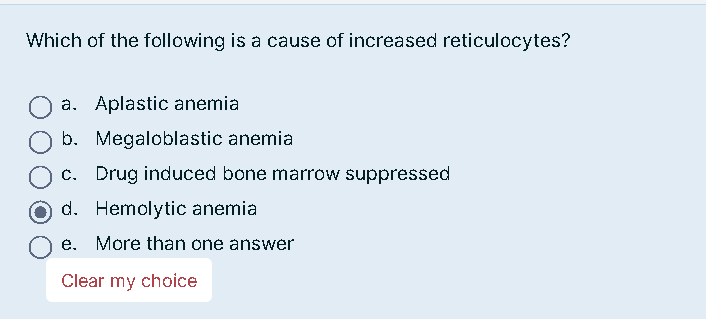 Which of the following is a cause of increased reticulocytes?
a. Aplastic anemia
b. Megaloblastic anemia
c. Drug induced bone marrow suppressed
d. Hemolytic anemia
e. More than one answer
Clear my choice